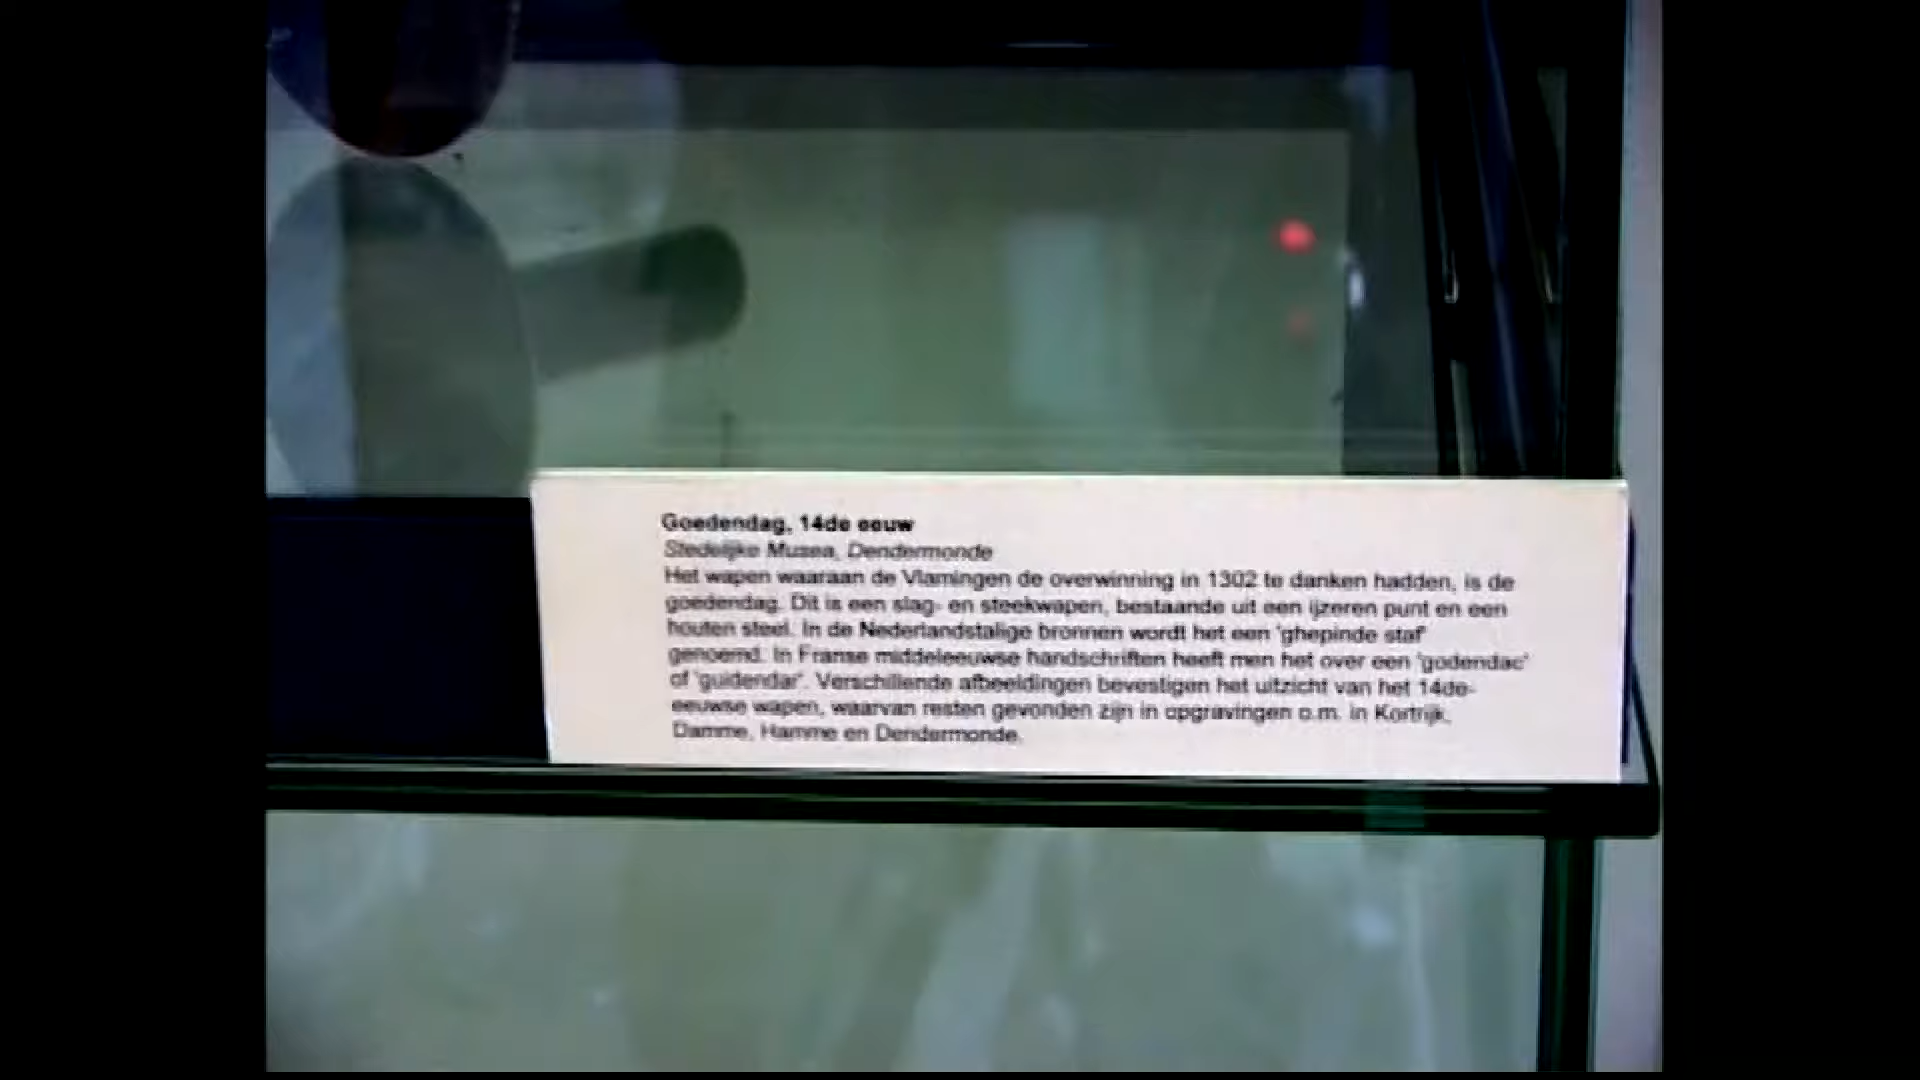 Goedendag, 14de eeuw
Stedelijke Musea, Dendermonde
Het wapen waaraan de Vlamingen de overwinning in 1302 te danken hadden, is de
goedendag. Dit is een slag- en steekwapen, bestaande uit een ijzeren punt en een
houten steel. In de Nederlandstalige bronnen wordt het een 'ghepinde staf'
genoemd. In Franse middeleeuwse handschriften heeft men het over een 'godendac'
of 'guidendar'. Verschillende afbeeldingen bevestigen het uitzicht van het 14de-
eeuwse wapen, waarvan resten gevonden zijn in opgravingen o.m. in Kortrijk,
Damme, Hamme en Dendermonde.